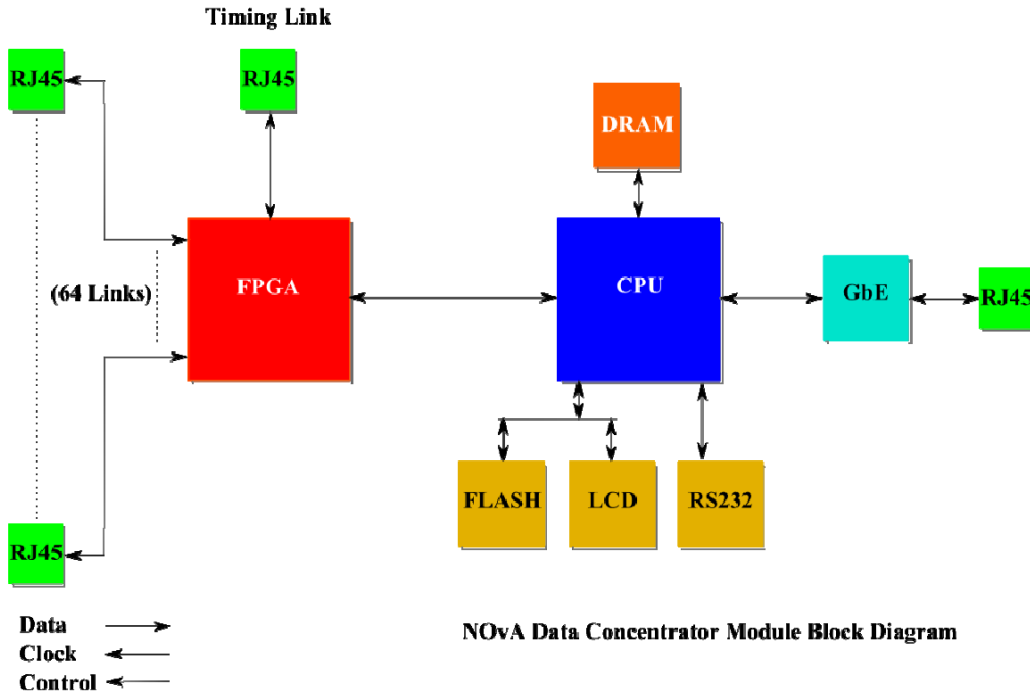 Timing Link
RJ45
RJ45
DRAM
FPGA
CPU
GbE
RJ45
(64 Links)
FLASH
LCD
RS232
RJ45
Data
Clock
Control
NOvA Data Concentrator Module Block Diagram